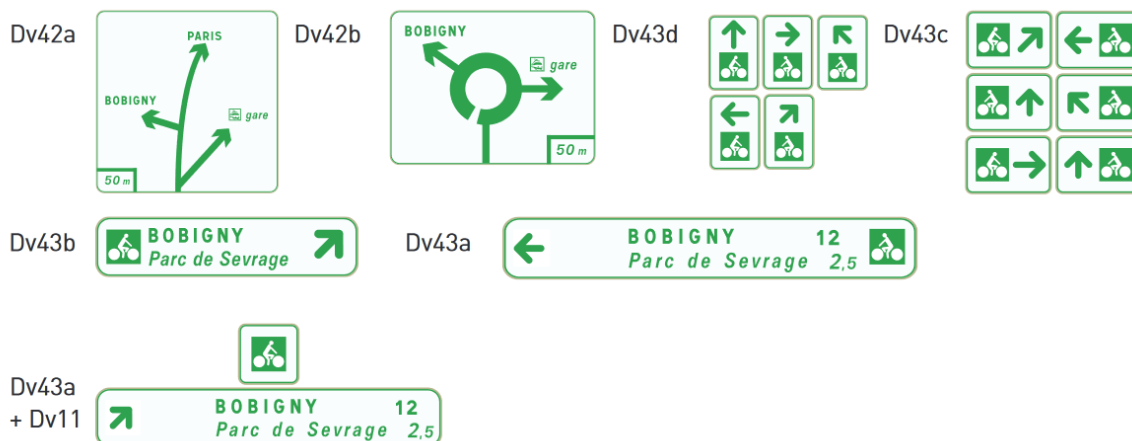 Dv42a
PARIS
BOBIGNY
gare
50 m
Dv42b
BOBIGNY
gare
50 m
Dv43d
Dv43c
Dv43b
BOBIGNY
Parc de Sevrage
Dv43a
BOBIGNY 12
Parc de Sevrage 2,5
Dv43a
+ Dv11
BOBIGNY 12
Parc de Sevrage 2,5